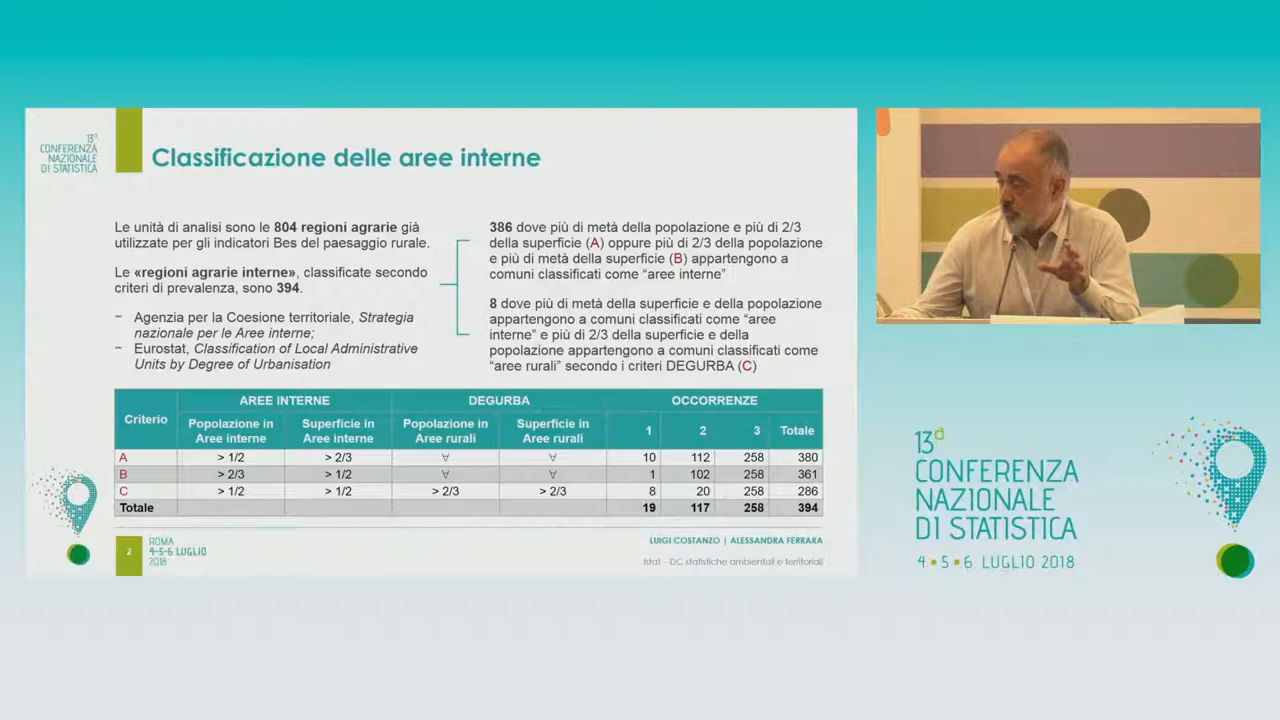 13ª
CONFERENZA
NAZIONALE
DI STATISTICA
Classificazione delle aree interne
Le unità di analisi sono le 804 regioni agrarie già
utilizzate per gli indicatori Bes del paesaggio rurale.
Le «regioni agrarie interne», classificate secondo
criteri di prevalenza, sono 394.
− Agenzia per la Coesione territoriale, Strategia
nazionale per le Aree interne;
− Eurostat, Classification of Local Administrative
Units by Degree of Urbanisation
386 dove più di metà della popolazione e più di 2/3
della superficie (A) oppure più di 2/3 della popolazione
e più di metà della superficie (B) appartengono a
comuni classificati come “aree interne”
8 dove più di metà della superficie e della popolazione
appartengono a comuni classificati come “aree
interne” e più di 2/3 della superficie e della
popolazione appartengono a comuni classificati come
“aree rurali” secondo i criteri DEGURBA (C)
Criterio AREE INTERNE DEGURBA OCCORRENZE
Popolazione in Aree interne Superficie in Aree interne Popolazione in Aree rurali Superficie in Aree rurali 1 2 3 Totale
A > 1/2 > 2/3 ∀ ∀ 10 112 258 380
B > 2/3 > 1/2 ∀ ∀ 1 102 258 361
C > 1/2 > 1/2 > 2/3 > 2/3 8 20 258 286
Totale 19 117 258 394
2
ROMA
4-5-6 LUGLIO
2018
LUIGI COSTANZO | ALESSANDRA FERRARA
Istat – DC statistiche ambientali e territoriali
13ª
CONFERENZA
NAZIONALE
DI STATISTICA
4 • 5 • 6 LUGLIO 2018